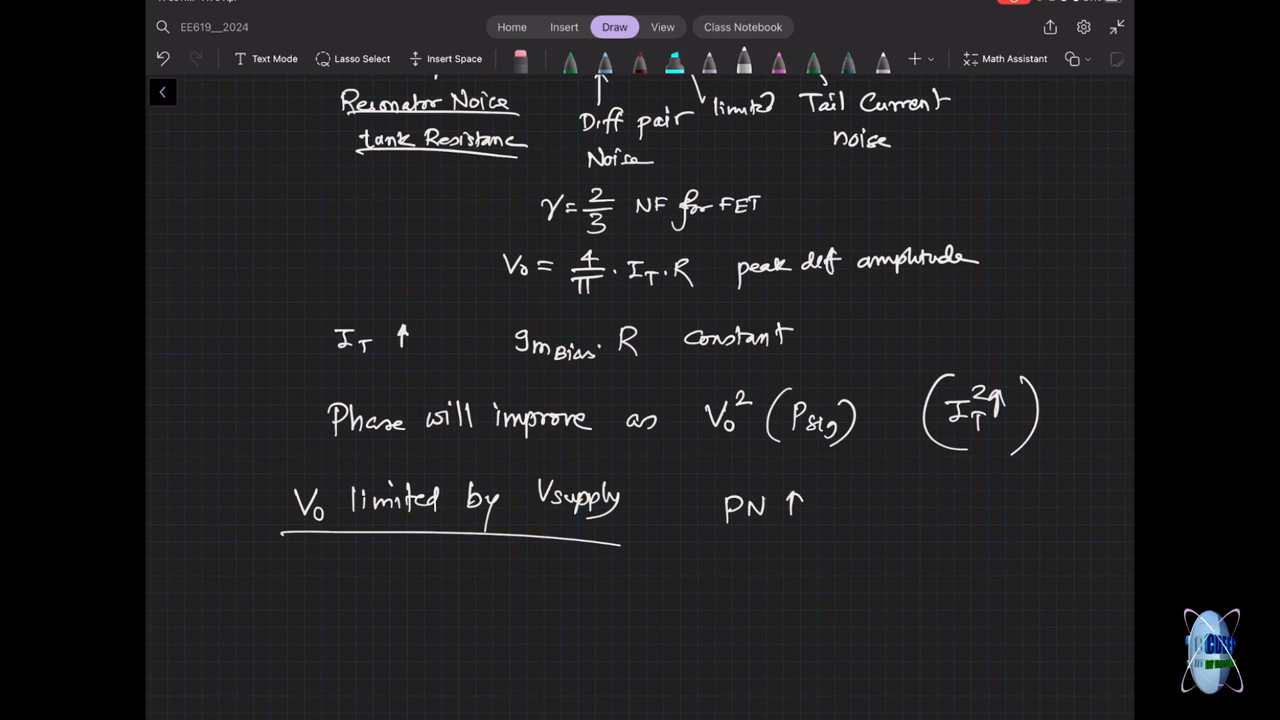 EE619__2024
Home Insert Draw View Class Notebook
Text Mode Lasso Select Insert Space Math Assistant
Resonator Noise
tank Resistance
Diff pair
Noise
limited
Tail Current
noise
γ = 2/3 NF for FET
V₀ = 4/π · I_T · R peak diff amplitude
I_T ↑ gm_Bias · R constant
Phase will improve as V₀² (Psig) (I_T² ↑)
V₀ limited by Vsupply PN ↑